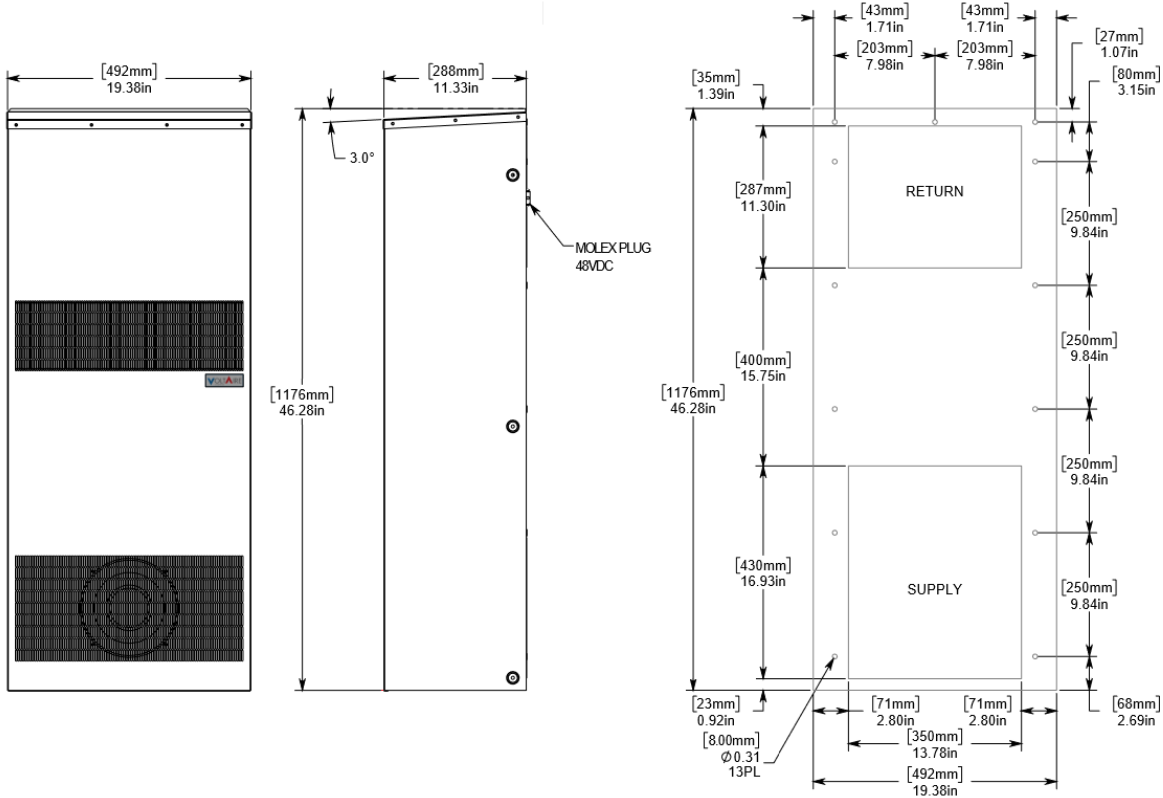 [492mm]
19.38in
[288mm]
11.33in
3.0°
MOLEX PLUG
48VDC
VOLTAIRE
[1176mm]
46.28in
[43mm]
1.71in
[43mm]
1.71in
[203mm]
7.98in
[203mm]
7.98in
[27mm]
1.07in
[35mm]
1.39in
[80mm]
3.15in
[287mm]
11.30in
RETURN
[250mm]
9.84in
[250mm]
9.84in
[400mm]
15.75in
[1176mm]
46.28in
[250mm]
9.84in
[430mm]
16.93in
SUPPLY
[250mm]
9.84in
[23mm]
0.92in
[71mm]
2.80in
[71mm]
2.80in
[68mm]
2.69in
[8.00mm]
Ø0.31
13PL
[350mm]
13.78in
[492mm]
19.38in